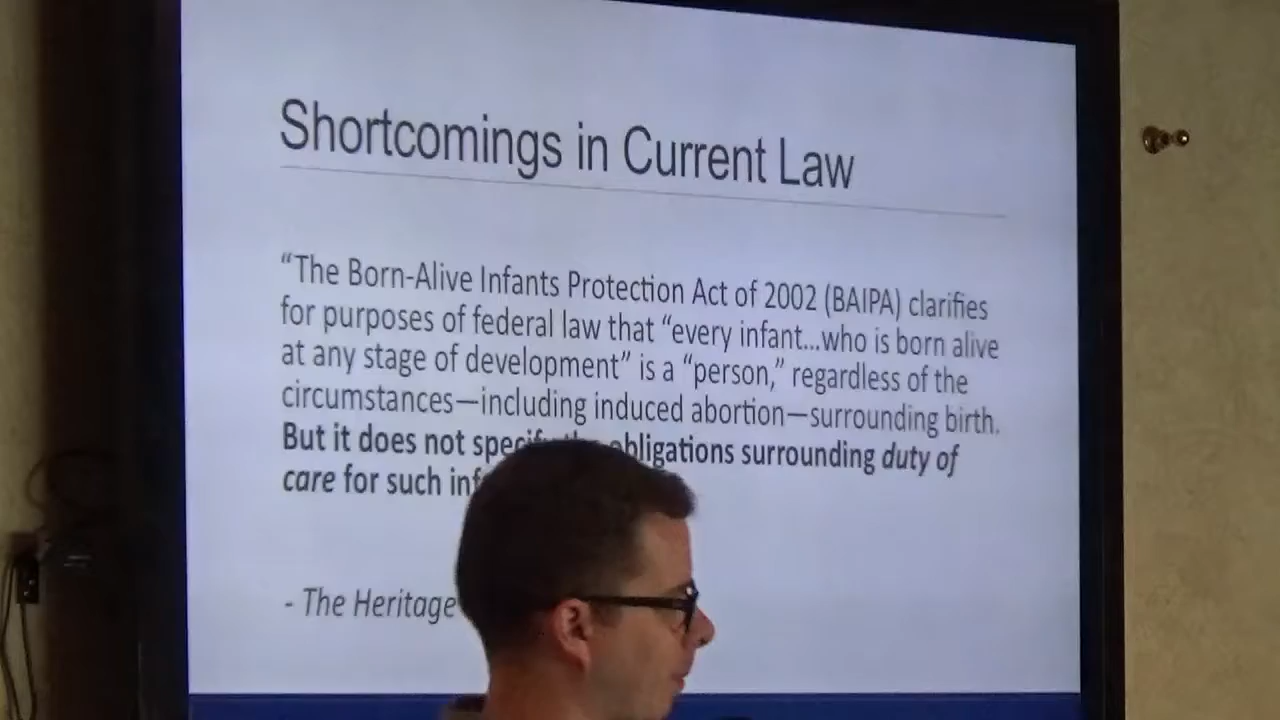 Shortcomings in Current Law
“The Born-Alive Infants Protection Act of 2002 (BAIPA) clarifies
for purposes of federal law that “every infant...who is born alive
at any stage of development” is a “person,” regardless of the
circumstances—including induced abortion—surrounding birth.
But it does not specify obligations surrounding duty of
care for such
- The Heritage